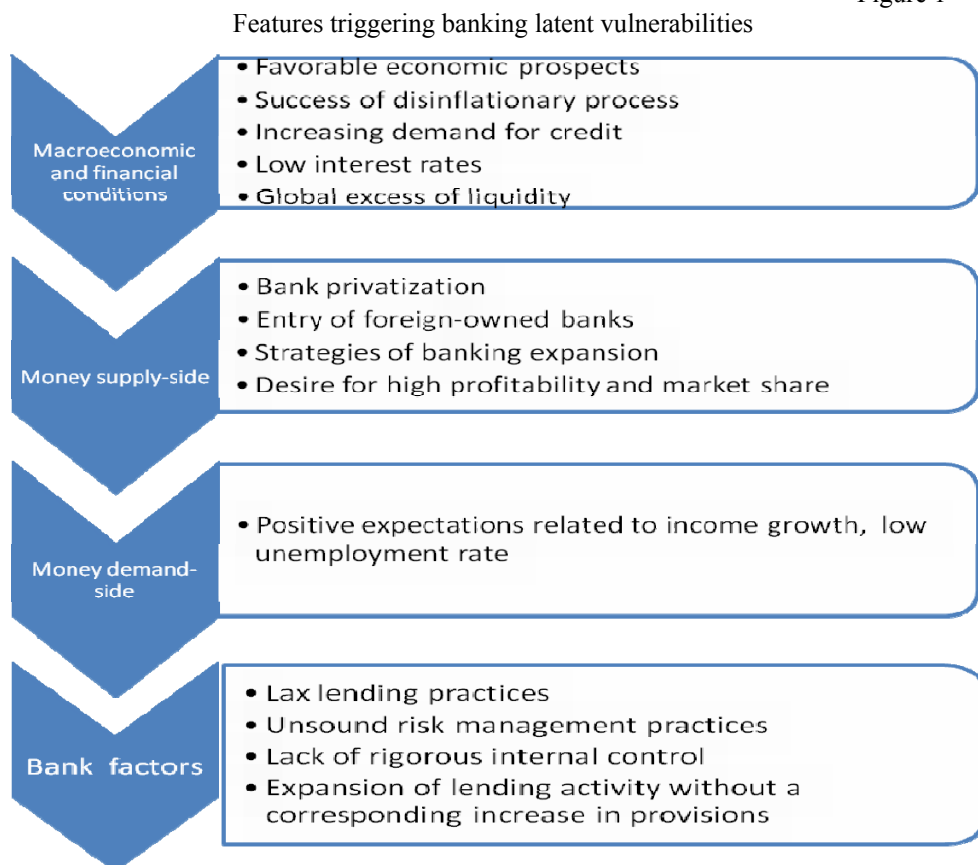 Figure 1
Features triggering banking latent vulnerabilities
Macroeconomic
and financial
conditions
• Favorable economic prospects
• Success of disinflationary process
• Increasing demand for credit
• Low interest rates
• Global excess of liquidity
Money supply-side
• Bank privatization
• Entry of foreign-owned banks
• Strategies of banking expansion
• Desire for high profitability and market share
Money demand-
side
• Positive expectations related to income growth, low
unemployment rate
Bank factors
• Lax lending practices
• Unsound risk management practices
• Lack of rigorous internal control
• Expansion of lending activity without a
corresponding increase in provisions